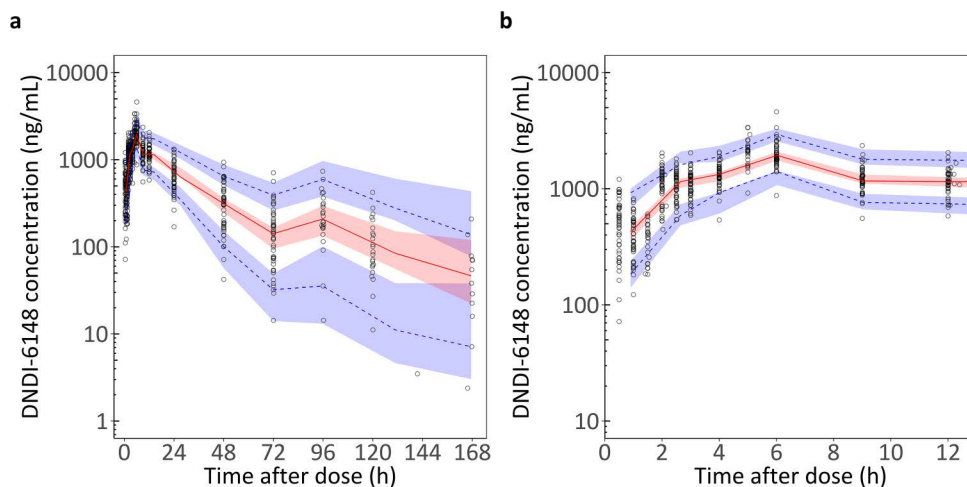 a
b
DNDI-6148 concentration (ng/mL)
10000
1000
100
10
1
0 24 48 72 96 120 144 168
Time after dose (h)
DNDI-6148 concentration (ng/mL)
10000
1000
100
10
0 2 4 6 8 10 12
Time after dose (h)